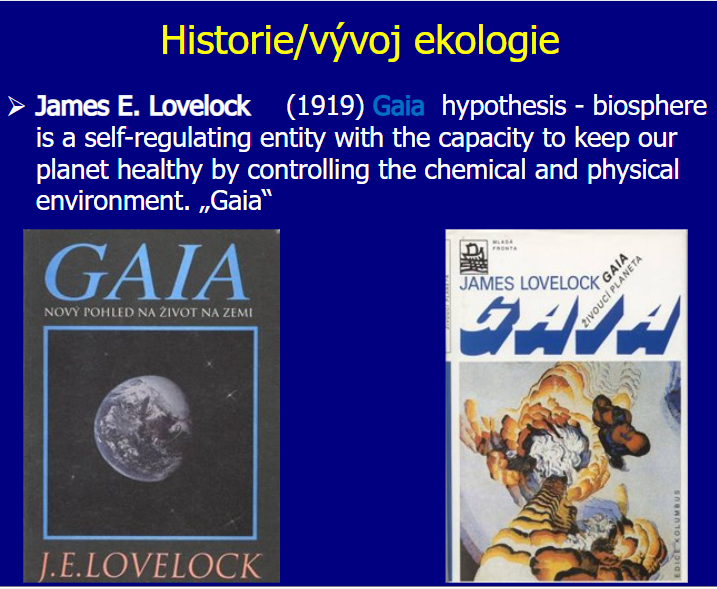 Historie/vývoj ekologie
➢ James E. Lovelock (1919) Gaia hypothesis - biosphere
is a self-regulating entity with the capacity to keep our
planet healthy by controlling the chemical and physical
environment. „Gaia“
GAIA
NOVÝ POHLED NA ŽIVOT NA ZEMI
J.E.LOVELOCK
MLADÁ
FRONTA
JAMES LOVELOCK
GAIA
ŽIVOUCÍ PLANETA
GAIA
EDICE KOLUMBUS